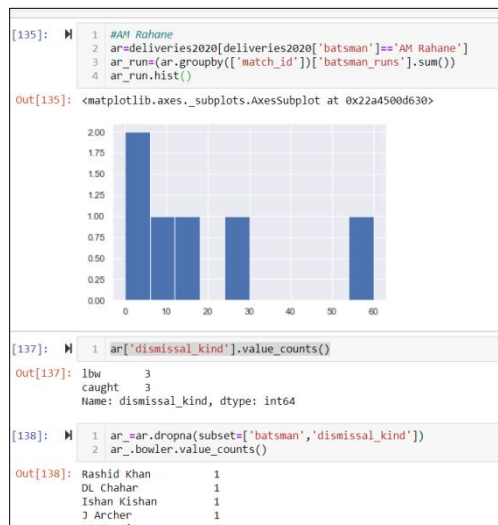 [135]:
1 #AM Rahane
2 ar=deliveries2020[deliveries2020['batsman']=='AM Rahane']
3 ar_run=(ar.groupby(['match_id'])['batsman_runs'].sum())
4 ar_run.hist()
Out[135]: <matplotlib.axes._subplots.AxesSubplot at 0x22a4500d630>
2.00
1.75
1.50
1.25
1.00
0.75
0.50
0.25
0.00
0 10 20 30 40 50 60
[137]: 1 ar['dismissal_kind'].value_counts()
Out[137]: lbw 3
caught 3
Name: dismissal_kind, dtype: int64
[138]: 1 ar_=ar.dropna(subset=['batsman','dismissal_kind'])
2 ar_.bowler.value_counts()
Out[138]: Rashid Khan 1
DL Chahar 1
Ishan Kishan 1
J Archer 1